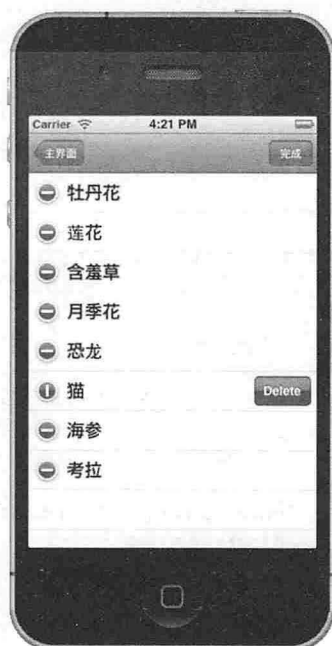 Carrier 4:21 PM
主界面 完成
牡丹花
莲花
含羞草
月季花
恐龙
猫 Delete
海参
考拉